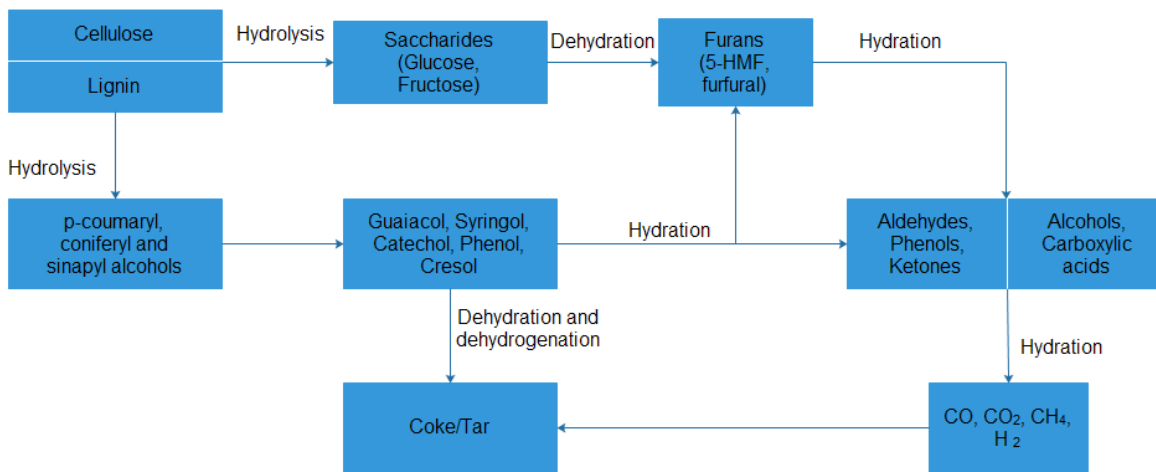 Cellulose
Hydrolysis
Saccharides
(Glucose,
Fructose)
Dehydration
Furans
(5-HMF,
furfural)
Hydration
Lignin
Hydrolysis
p-coumaryl,
coniferyl and
sinapyl alcohols
Guaiacol, Syringol,
Catechol, Phenol,
Cresol
Hydration
Aldehydes,
Phenols,
Ketones
Alcohols,
Carboxylic
acids
Dehydration and
dehydrogenation
Hydration
Coke/Tar
CO, CO₂, CH₄,
H ₂